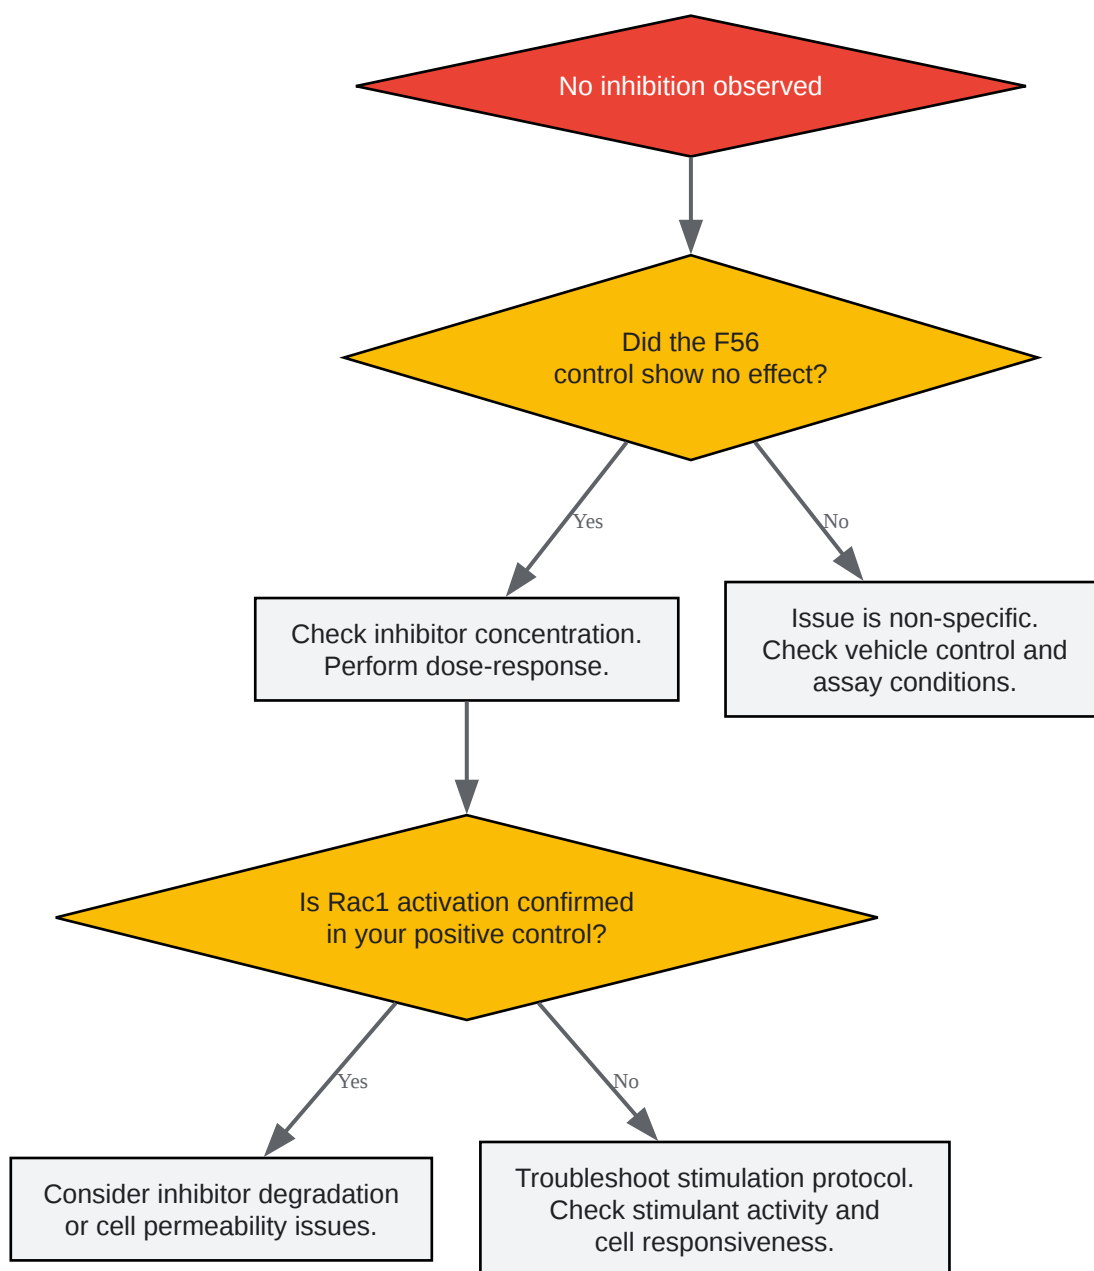 No inhibition observed
Did the F56
control show no effect?
Yes
No
Check inhibitor concentration.
Perform dose-response.
Issue is non-specific.
Check vehicle control and
assay conditions.
Is Rac1 activation confirmed
in your positive control?
Yes
No
Consider inhibitor degradation
or cell permeability issues.
Troubleshoot stimulation protocol.
Check stimulant activity and
cell responsiveness.